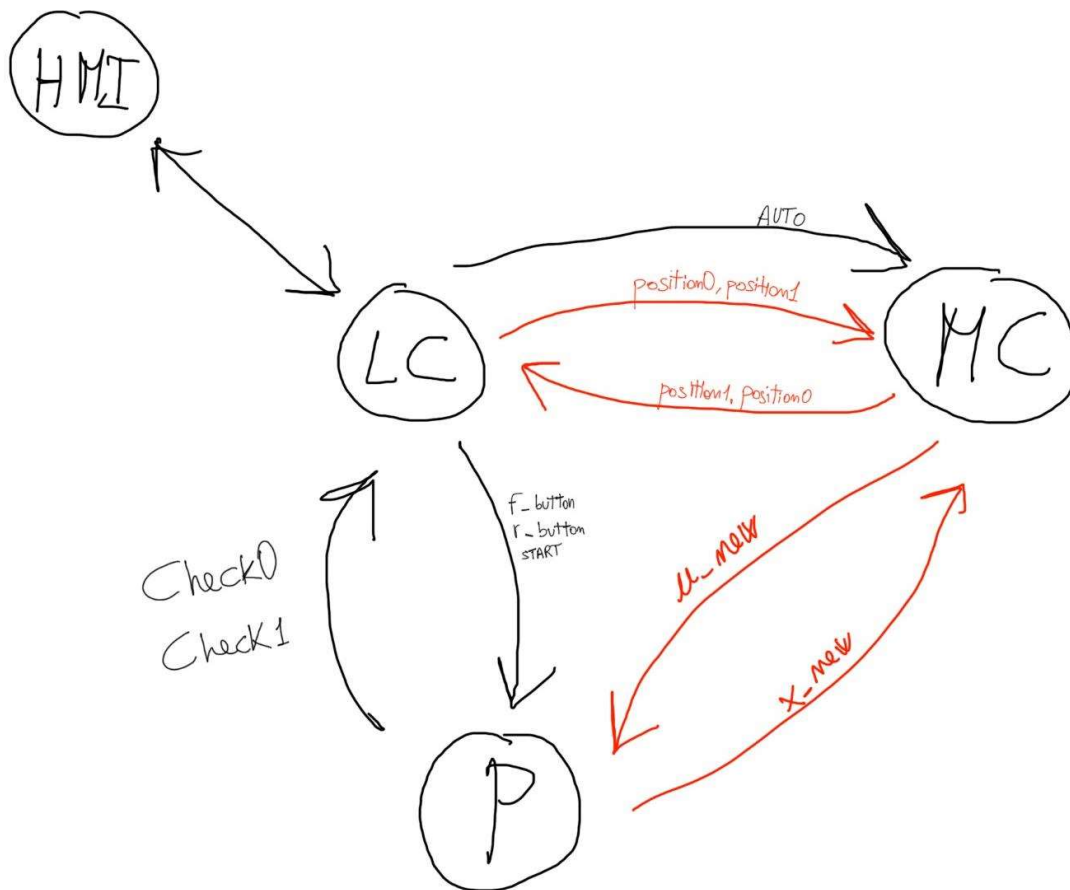 HMI
AUTO
position0, position1
LC
MC
position1, position0
f_button
r_button
START
Check0
Check1
u_new
x_new
P